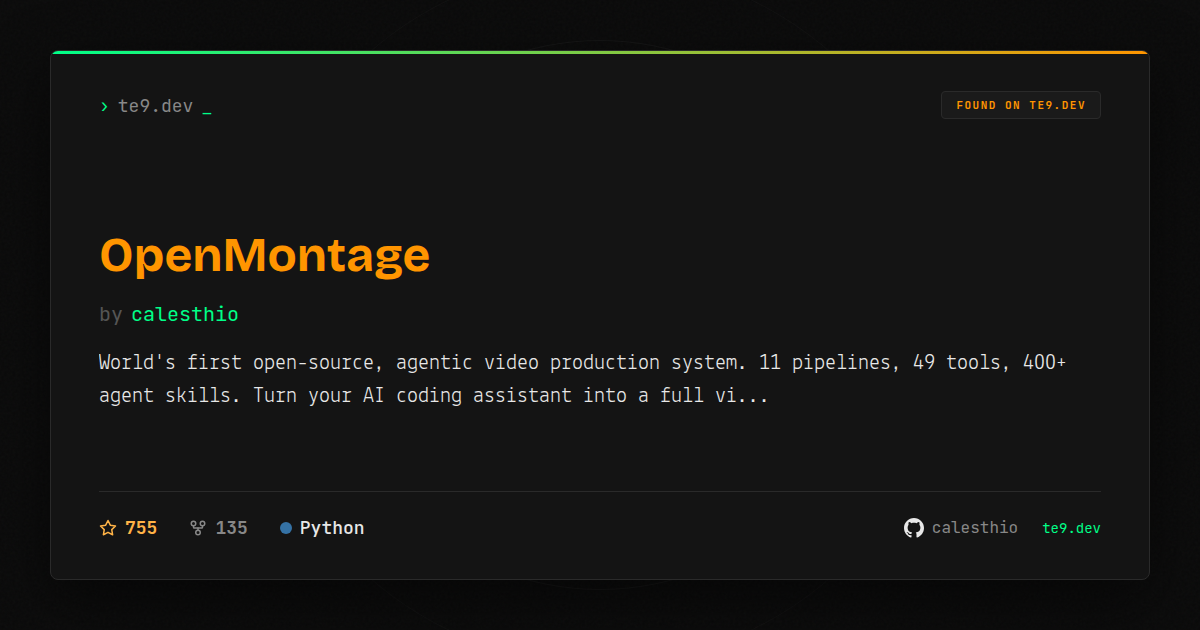 › te9.dev _
FOUND ON TE9.DEV
OpenMontage
by calesthio
World's first open-source, agentic video production system. 11 pipelines, 49 tools, 400+
agent skills. Turn your AI coding assistant into a full vi...
755 135 Python calesthio te9.dev